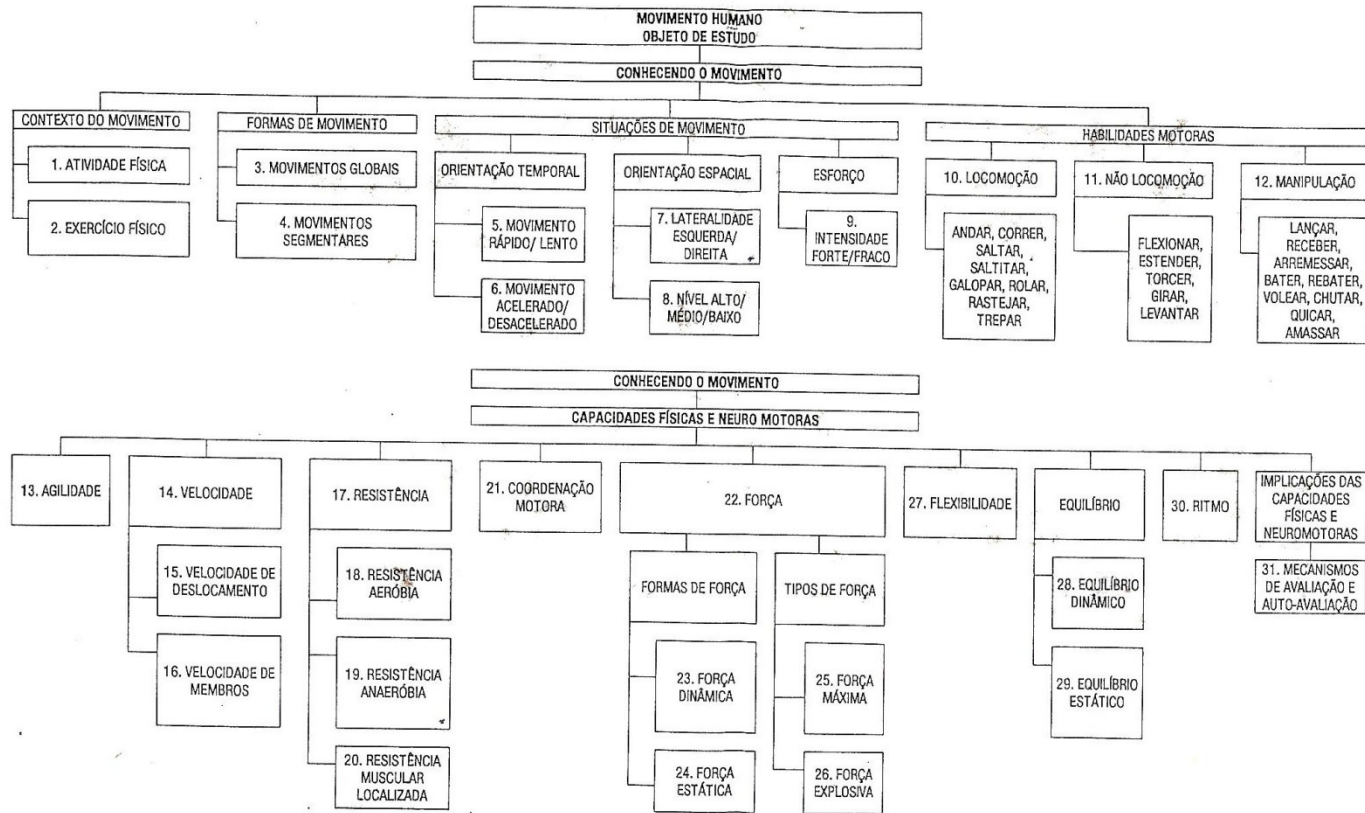 MOVIMENTO HUMANO
OBJETO DE ESTUDO
CONHECENDO O MOVIMENTO
CONTEXTO DO MOVIMENTO
1. ATIVIDADE FÍSICA
2. EXERCÍCIO FÍSICO
FORMAS DE MOVIMENTO
3. MOVIMENTOS GLOBAIS
4. MOVIMENTOS
SEGMENTARES
SITUAÇÕES DE MOVIMENTO
ORIENTAÇÃO TEMPORAL
5. MOVIMENTO
RÁPIDO/ LENTO
6. MOVIMENTO
ACELERADO/
DESACELERADO
ORIENTAÇÃO ESPACIAL
7. LATERALIDADE
ESQUERDA/
DIREITA
8. NÍVEL ALTO/
MÉDIO/BAIXO
ESFORÇO
9.
INTENSIDADE
FORTE/FRACO
HABILIDADES MOTORAS
10. LOCOMOÇÃO
ANDAR, CORRER,
SALTAR,
SALTITAR,
GALOPAR, ROLAR,
RASTEJAR,
TREPAR
11. NÃO LOCOMOÇÃO
FLEXIONAR,
ESTENDER,
TORCER,
GIRAR,
LEVANTAR
12. MANIPULAÇÃO
LANÇAR,
RECEBER,
ARREMESSAR,
BATER, REBATER,
VOLEAR, CHUTAR,
QUICAR,
AMASSAR
CONHECENDO O MOVIMENTO
CAPACIDADES FÍSICAS E NEURO MOTORAS
13. AGILIDADE
14. VELOCIDADE
15. VELOCIDADE DE
DESLOCAMENTO
16. VELOCIDADE DE
MEMBROS
17. RESISTÊNCIA
18. RESISTÊNCIA
AERÓBIA
19. RESISTÊNCIA
ANAERÓBIA
20. RESISTÊNCIA
MUSCULAR
LOCALIZADA
21. COORDENAÇÃO
MOTORA
22. FORÇA
FORMAS DE FORÇA
23. FORÇA
DINÂMICA
24. FORÇA
ESTÁTICA
TIPOS DE FORÇA
25. FORÇA
MÁXIMA
26. FORÇA
EXPLOSIVA
27. FLEXIBILIDADE
EQUILÍBRIO
28. EQUILÍBRIO
DINÂMICO
29. EQUILÍBRIO
ESTÁTICO
30. RITMO
IMPLICAÇÕES DAS
CAPACIDADES
FÍSICAS E
NEUROMOTORAS
31. MECANISMOS
DE AVALIAÇÃO E
AUTO-AVALIAÇÃO